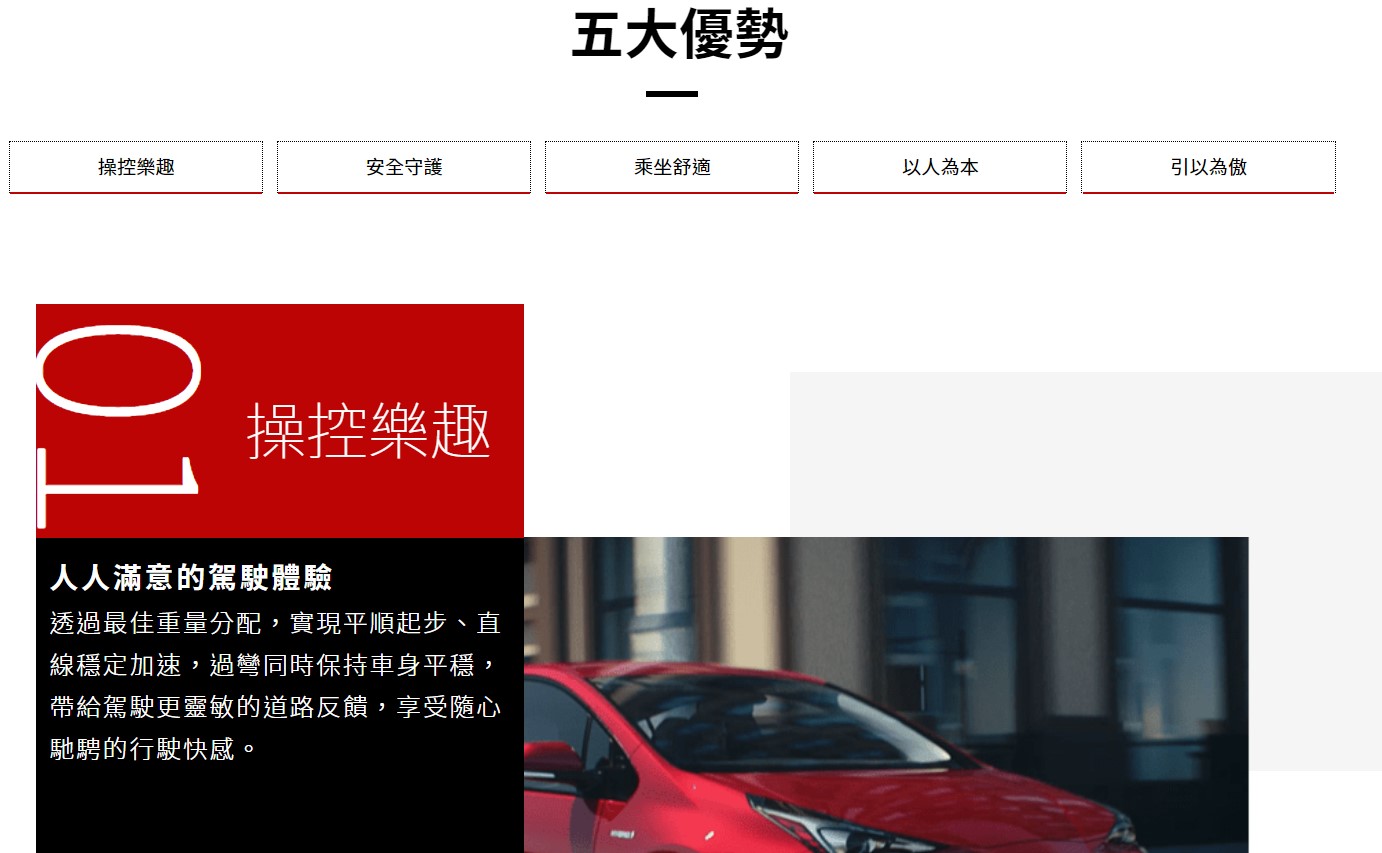 五大優勢
操控樂趣
安全守護
乘坐舒適
以人為本
引以為傲
01
操控樂趣
人人滿意的駕駛體驗
透過最佳重量分配，實現平順起步、直
線穩定加速，過彎同時保持車身平穩，
帶給駕駛更靈敏的道路反饋，享受隨心
馳騁的行駛快感。